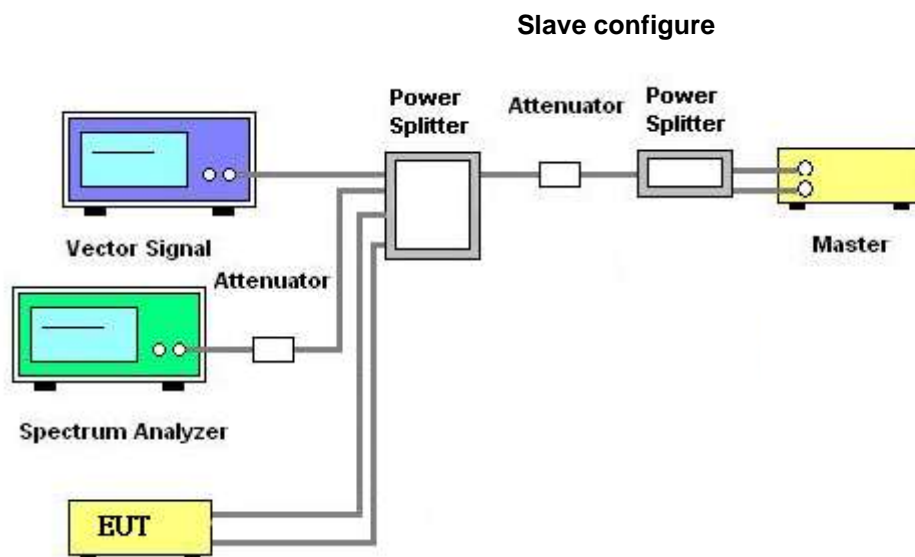 Slave configure
Power
Splitter
Attenuator
Power
Splitter
Vector Signal
Master
Attenuator
Spectrum Analyzer
EUT